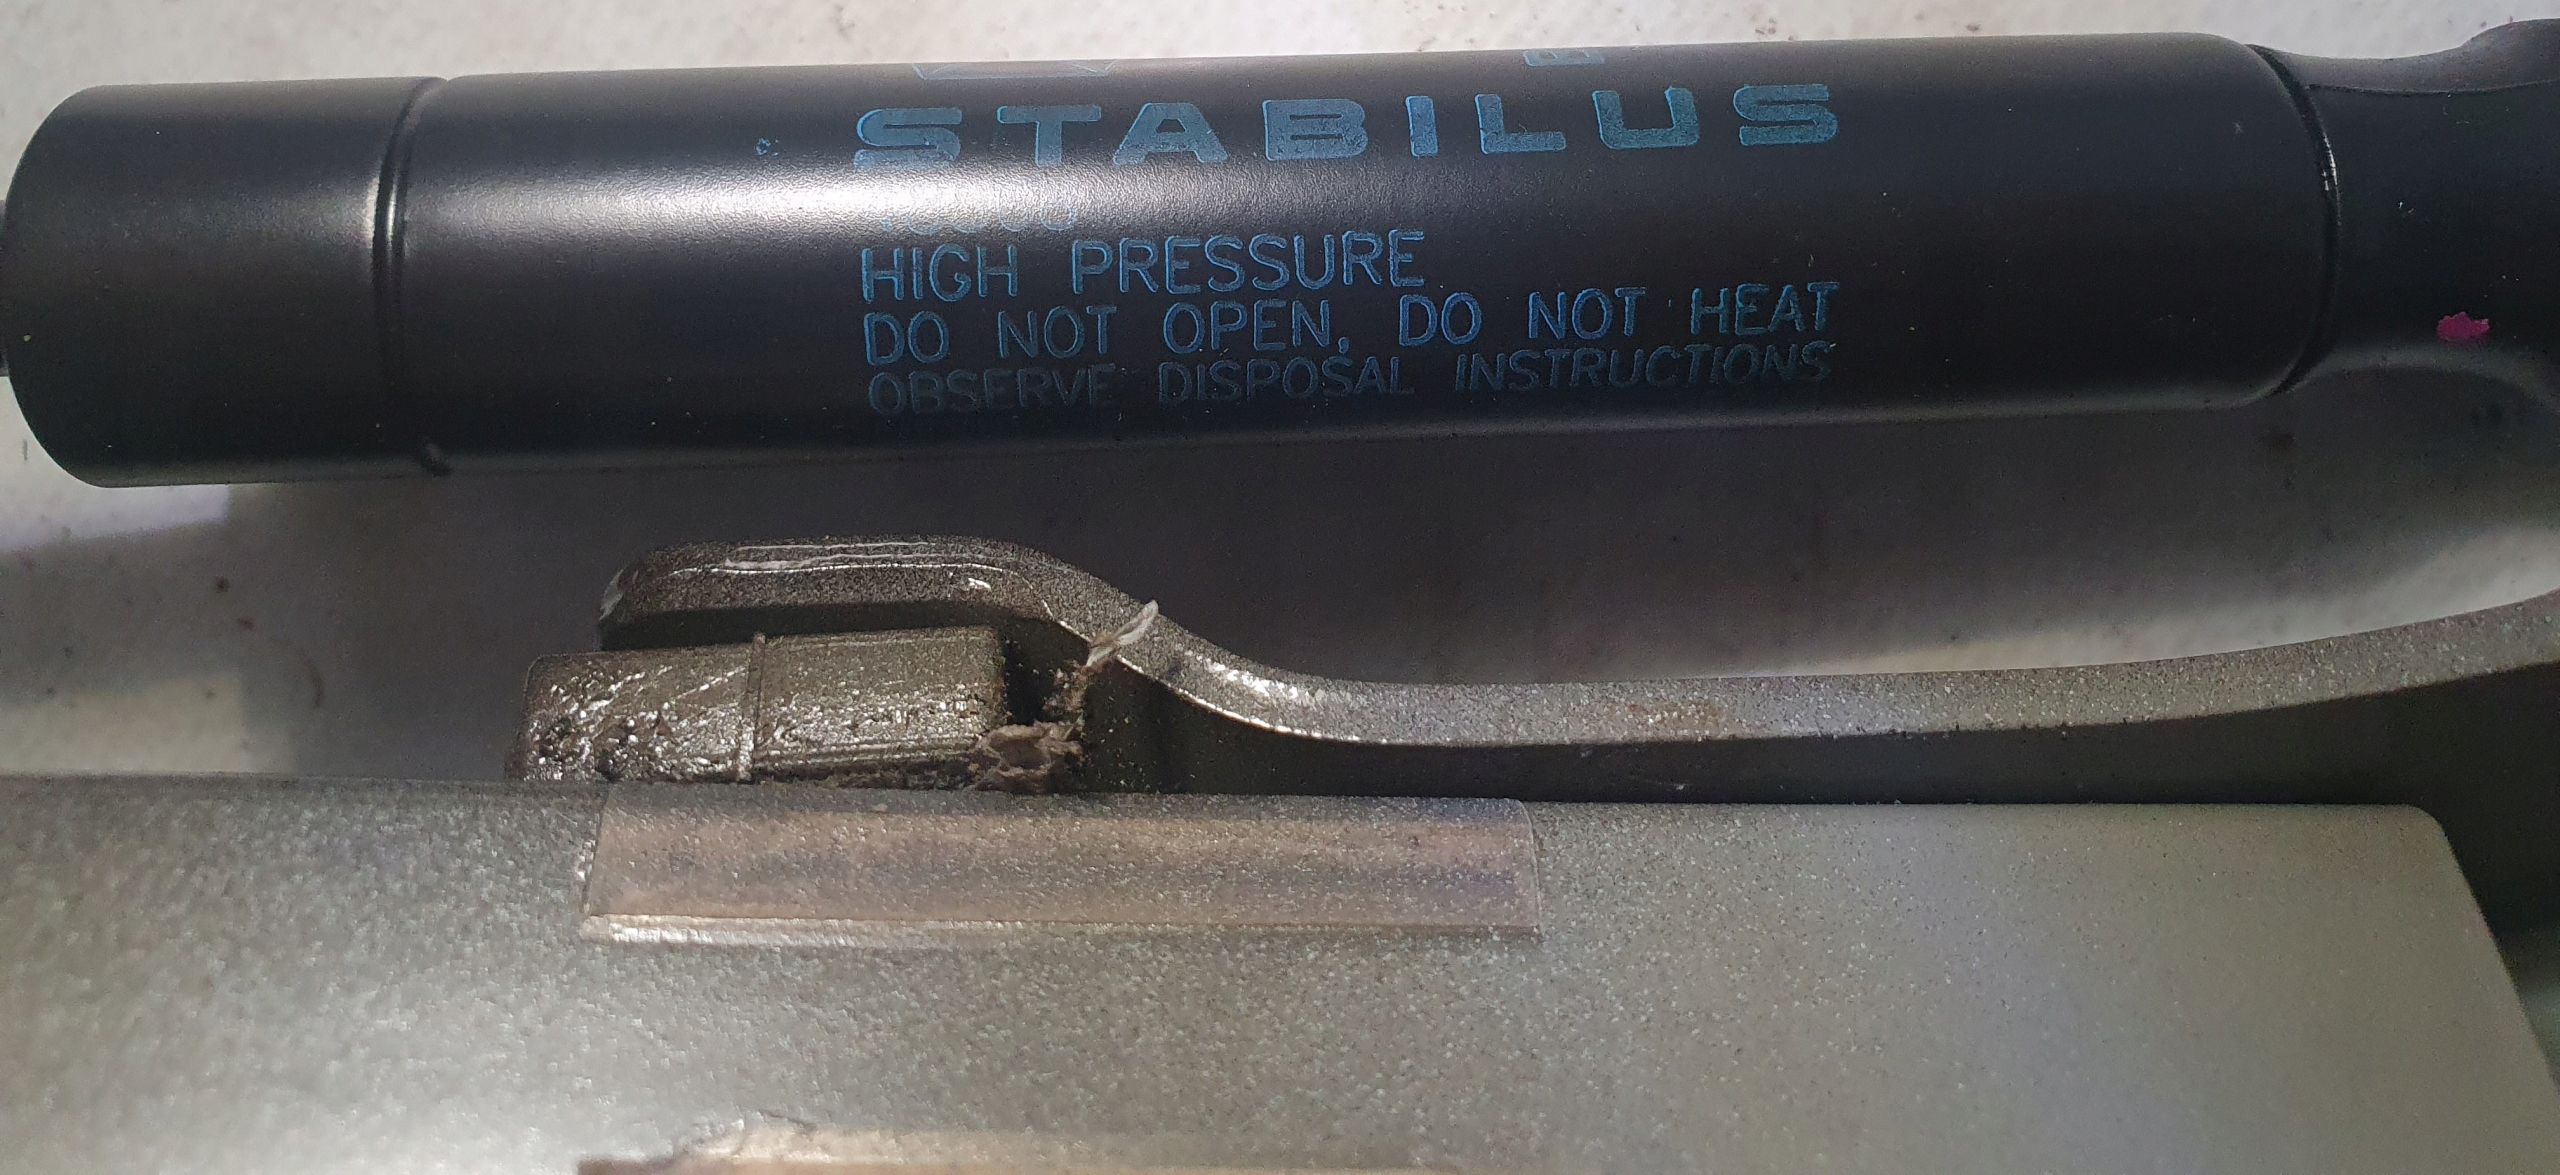 STABILUS
HIGH PRESSURE
DO NOT OPEN, DO NOT HEAT
OBSERVE DISPOSAL INSTRUCTIONS